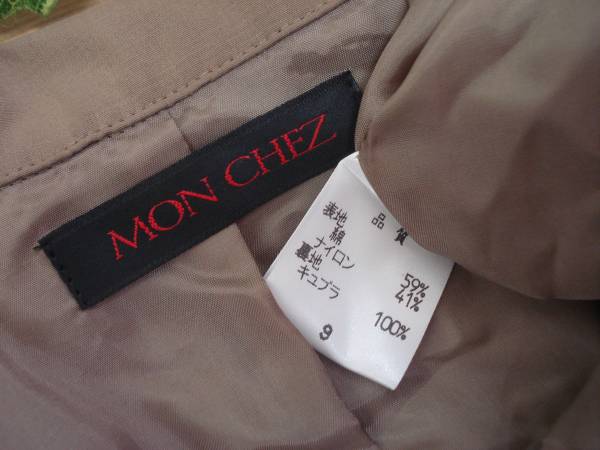 MON CHEZ
品 質
表地
綿 59%
ナイロン 41%
裏地
キュプラ 100%
9